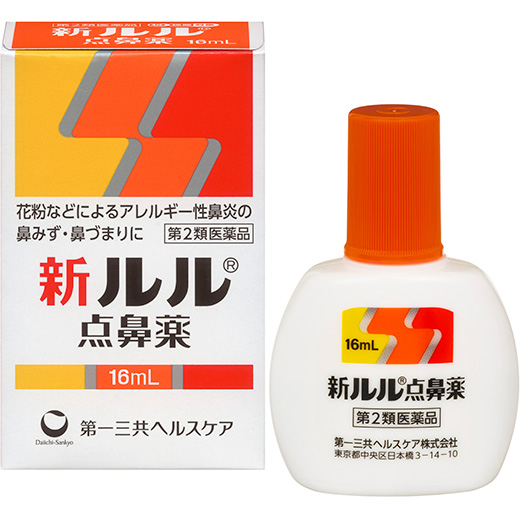 第2類医薬品
新ルル
点鼻薬 16mL
花粉などによるアレルギー性鼻炎の
鼻みず・鼻づまりに 第2類医薬品
新ルル®
点鼻薬
16mL
Daiichi-Sankyo
第一三共ヘルスケア
16mL
新ルル®点鼻薬
第2類医薬品
第一三共ヘルスケア株式会社
東京都中央区日本橋3-14-10